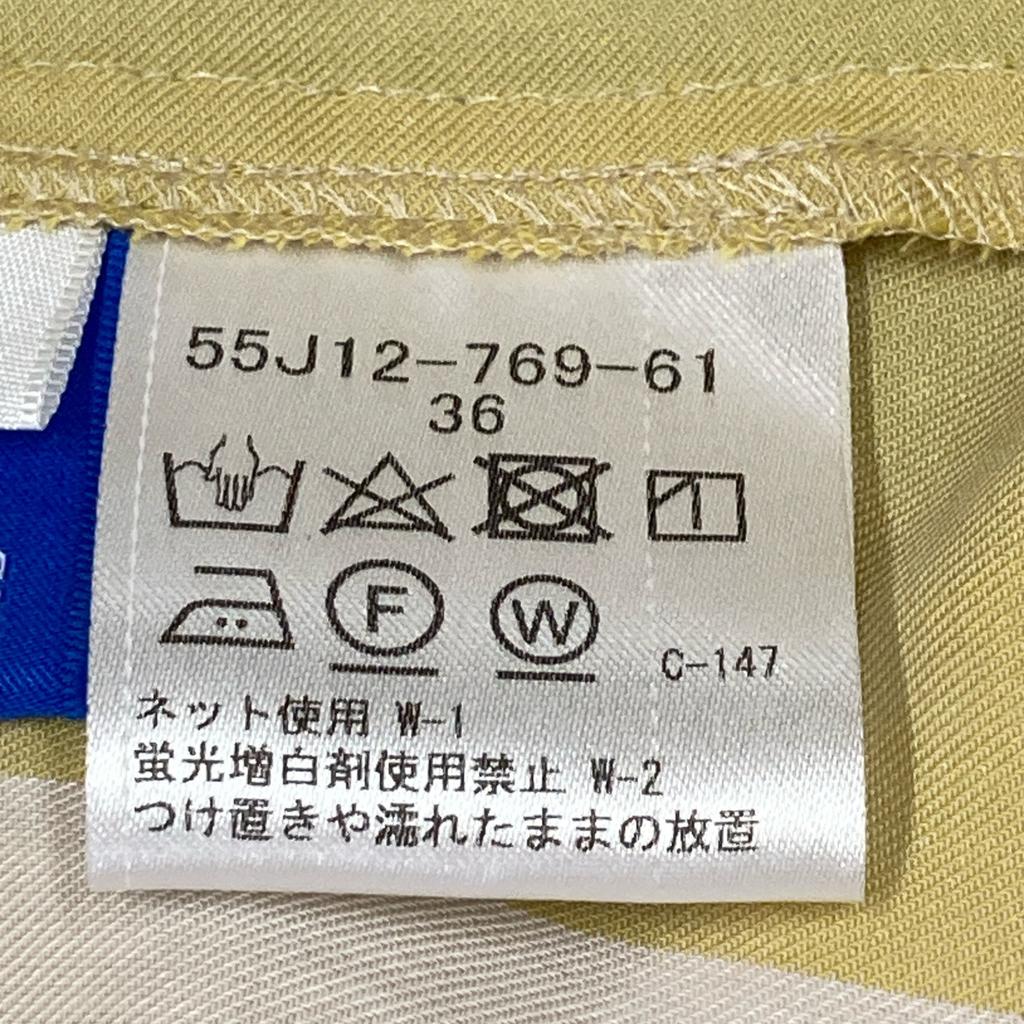 55J12-769-61
36
F W C-147
ネット使用 W-1
蛍光増白剤使用禁止 W-2
つけ置きや濡れたままの放置